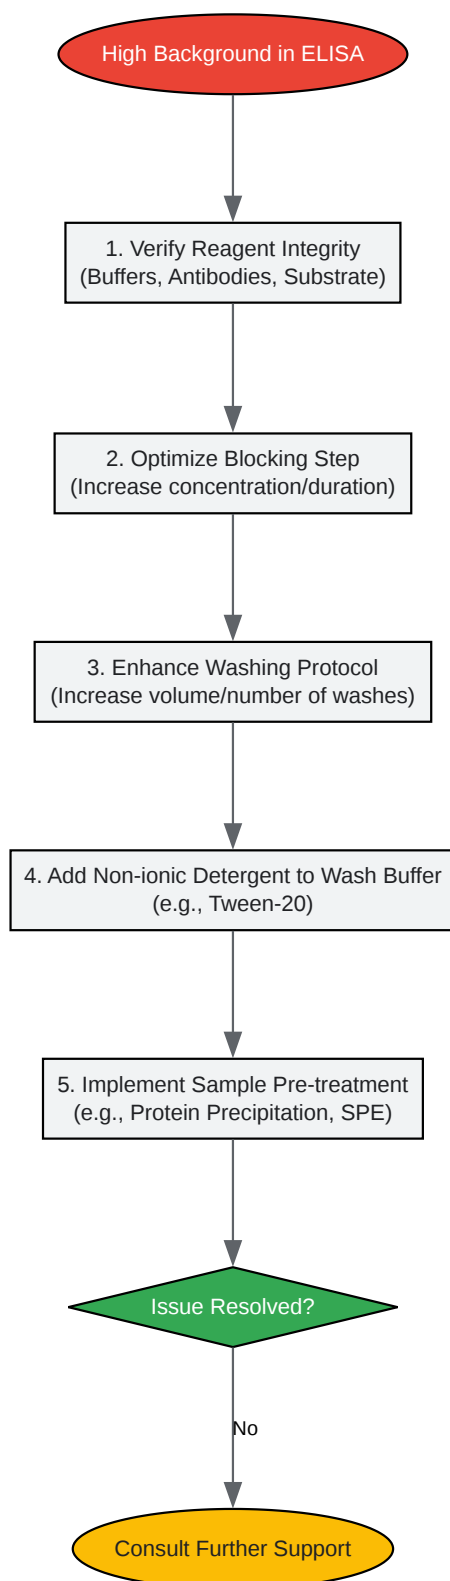 High Background in ELISA
1. Verify Reagent Integrity
(Buffers, Antibodies, Substrate)
2. Optimize Blocking Step
(Increase concentration/duration)
3. Enhance Washing Protocol
(Increase volume/number of washes)
4. Add Non-ionic Detergent to Wash Buffer
(e.g., Tween-20)
5. Implement Sample Pre-treatment
(e.g., Protein Precipitation, SPE)
Issue Resolved?
No
Consult Further Support